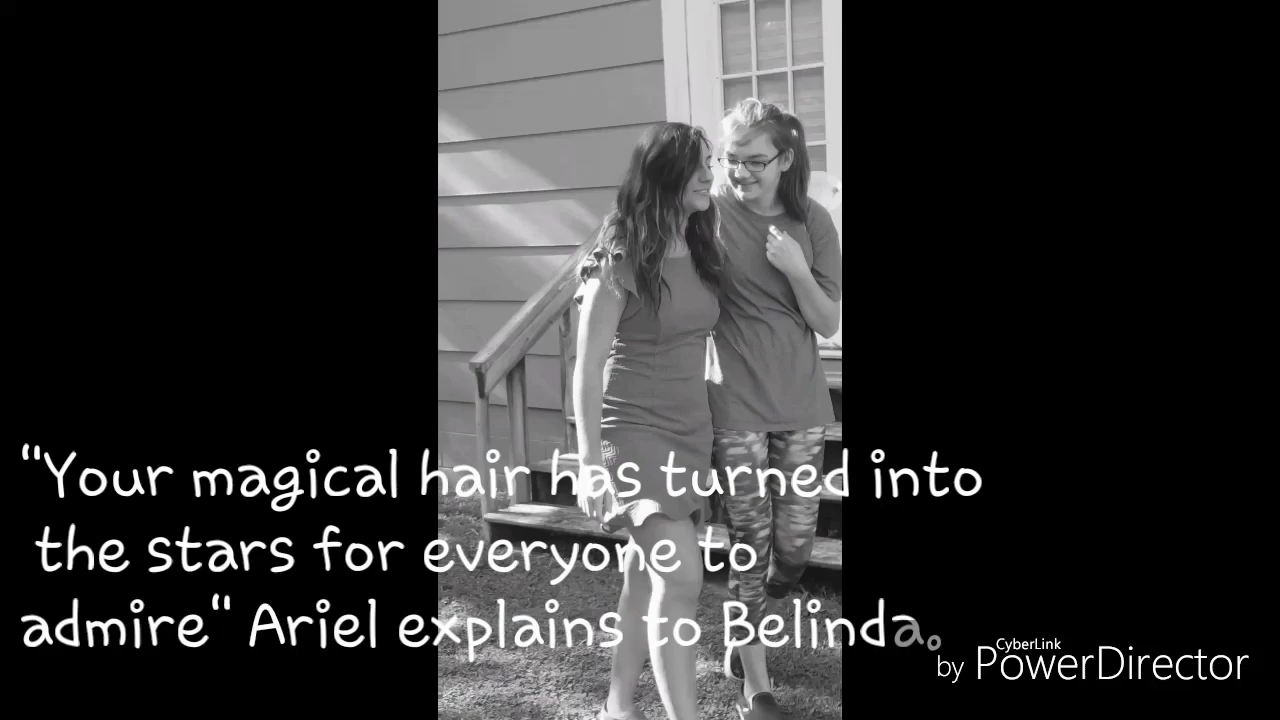 "Your magical hair has turned into
the stars for everyone to
admire" Ariel explains to Belinda.
CyberLink
by PowerDirector